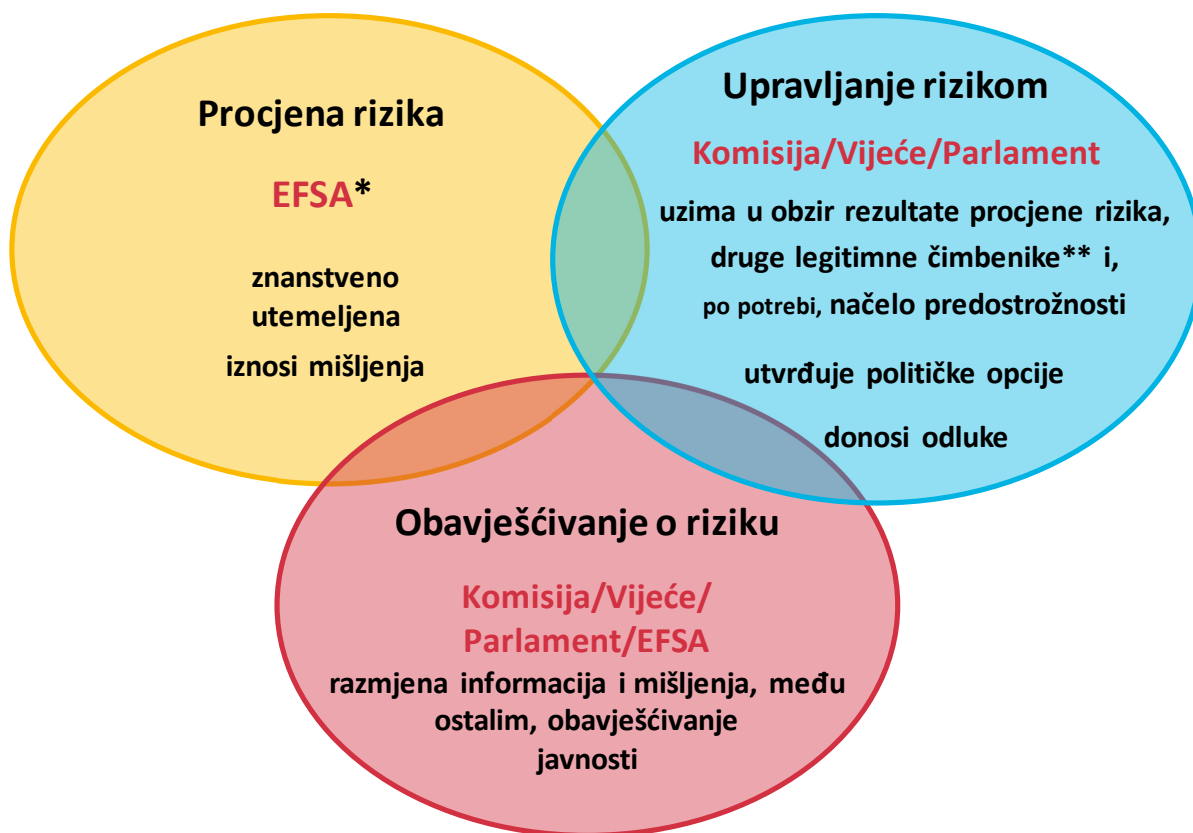 Procjena rizika
EFSA*
znanstveno
utemeljena
iznosi mišljenja
Upravljanje rizikom
Komisija/Vijeće/Parlament
uzima u obzir rezultate procjene rizika,
druge legitimne čimbenike** i,
po potrebi, načelo predostrožnosti
utvrđuje političke opcije
donosi odluke
Obavješćivanje o riziku
Komisija/Vijeće/
Parlament/EFSA
razmjena informacija i mišljenja, među
ostalim, obavješćivanje
javnosti